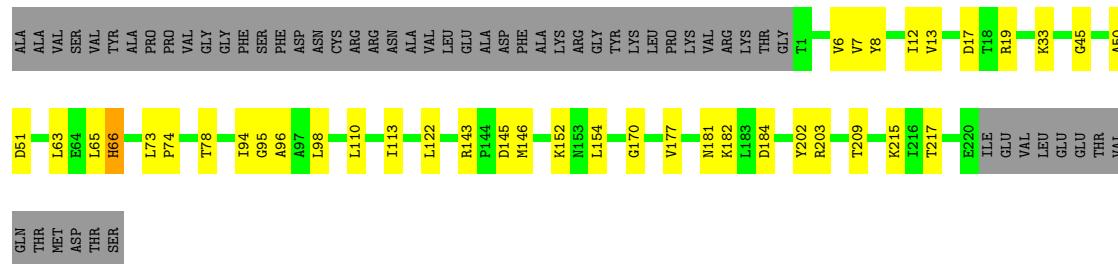 ALA ALA VAL SER VAL TYR ALA PRO PRO VAL GLY GLY PHE SER PHE ASP ASN CYS ARG ARG ASN ALA VAL LEU GLU ALA ASP PHE ALA LYS ARG GLY TYR LYS LEU PRO LYS VAL ARG LYS THR GLY T1 V6 V7 Y8 I12 V13 D17 T18 R19 K33 G45 A50
D51 L63 E64 L65 H66 L73 P74 T78 I94 G95 A96 A97 L98 L110 I113 L122 R143 P144 D145 M146 K152 N153 L154 G170 V177 N181 K182 L183 D184 Y202 R203 T209 K215 I216 T217 E220 ILE GLU VAL LEU GLU GLU THR VAL
GLN THR MET ASP THR SER